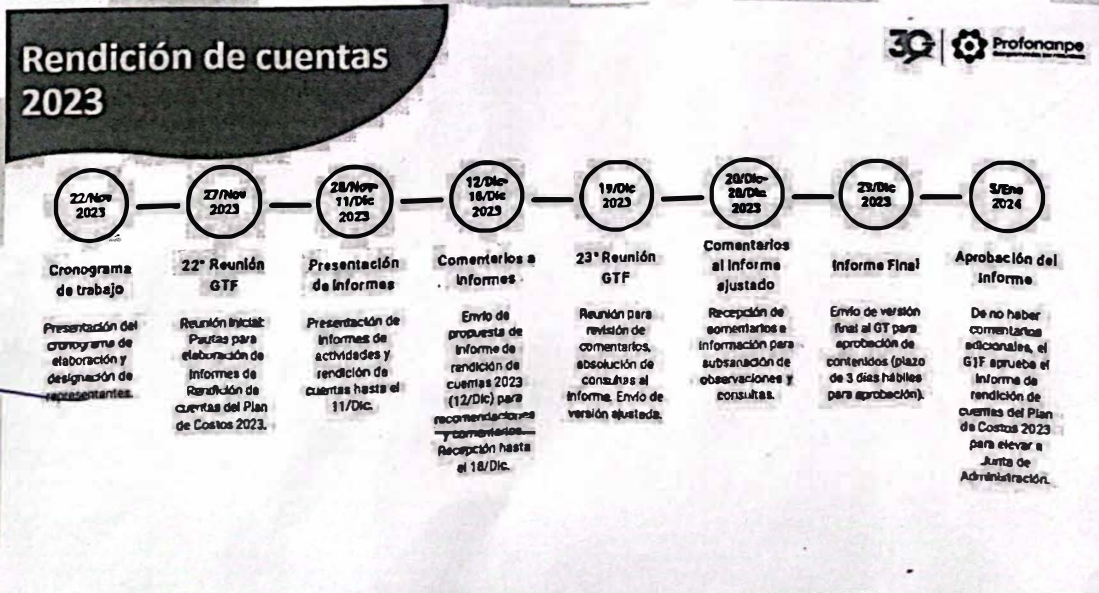 Rendición de cuentas
2023
Profonanpe
22/Nov
2023
27/Nov
2023
28/Nov-
11/Dic
2023
12/Dic-
18/Dic
2023
19/Dic
2023
20/Dic-
28/Dic
2023
29/Dic
2023
5/Ene
2024
Cronograma
de trabajo
Presentación del
cronograma de
elaboración y
designación de
representantes.
22° Reunión
GTF
Reunión Inicial:
Pautas para
elaboración de
Informes de
Rendición de
cuentas del Plan
de Costos 2023.
Presentación
de Informes
Presentación de
Informes de
actividades y
rendición de
cuentas hasta el
11/Dic.
Comentarios a
Informes
Envío de
propuesta de
Informe de
rendición de
cuentas 2023
(12/Dic) para
recomendaciones
y comentarios.
Recepción hasta
el 18/Dic.
23° Reunión
GTF
Reunión para
revisión de
comentarios,
absolución de
consultas al
Informe. Envío de
versión ajustada.
Comentarios
al Informe
ajustado
Recepción de
comentarios e
información para
subsanación de
observaciones y
consultas.
Informe Final
Envío de versión
final al GT para
aprobación de
contenidos (plazo
de 3 días hábiles
para aprobación).
Aprobación del
Informe
De no haber
comentarios
adicionales, el
GTF aprueba el
Informe de
rendición de
cuentas del Plan
de Costos 2023
para elevar a
Junta de
Administración.